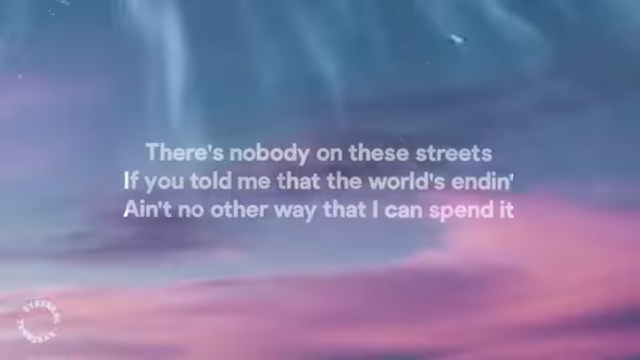 There's nobody on these streets
If you told me that the world's endin'
Ain't no other way that I can spend it